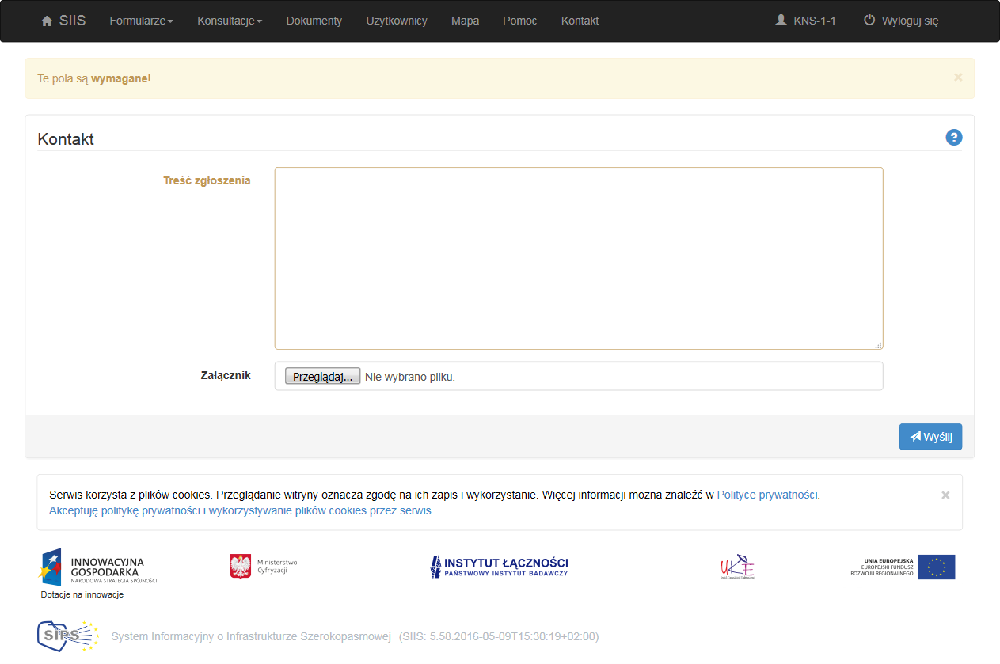 SIIS Formularze Konsultacje Dokumenty Użytkownicy Mapa Pomoc Kontakt KNS-1-1 Wyloguj się
Te pola są wymagane! ×
Kontakt ?
Treść zgłoszenia
Załącznik Przeglądaj... Nie wybrano pliku.
Wyślij
Serwis korzysta z plików cookies. Przeglądanie witryny oznacza zgodę na ich zapis i wykorzystanie. Więcej informacji można znaleźć w Polityce prywatności. ×
Akceptuję politykę prywatności i wykorzystywanie plików cookies przez serwis.
INNOWACYJNA
GOSPODARKA
NARODOWA STRATEGIA SPÓJNOŚCI
Dotacje na innowacje
Ministerstwo
Cyfryzacji
INSTYTUT ŁĄCZNOŚCI
PAŃSTWOWY INSTYTUT BADAWCZY
UKE
UNIA EUROPEJSKA
EUROPEJSKI FUNDUSZ
ROZWOJU REGIONALNEGO
System Informacyjny o Infrastrukturze Szerokopasmowej (SIIS: 5.58.2016-05-09T15:30:19+02:00)